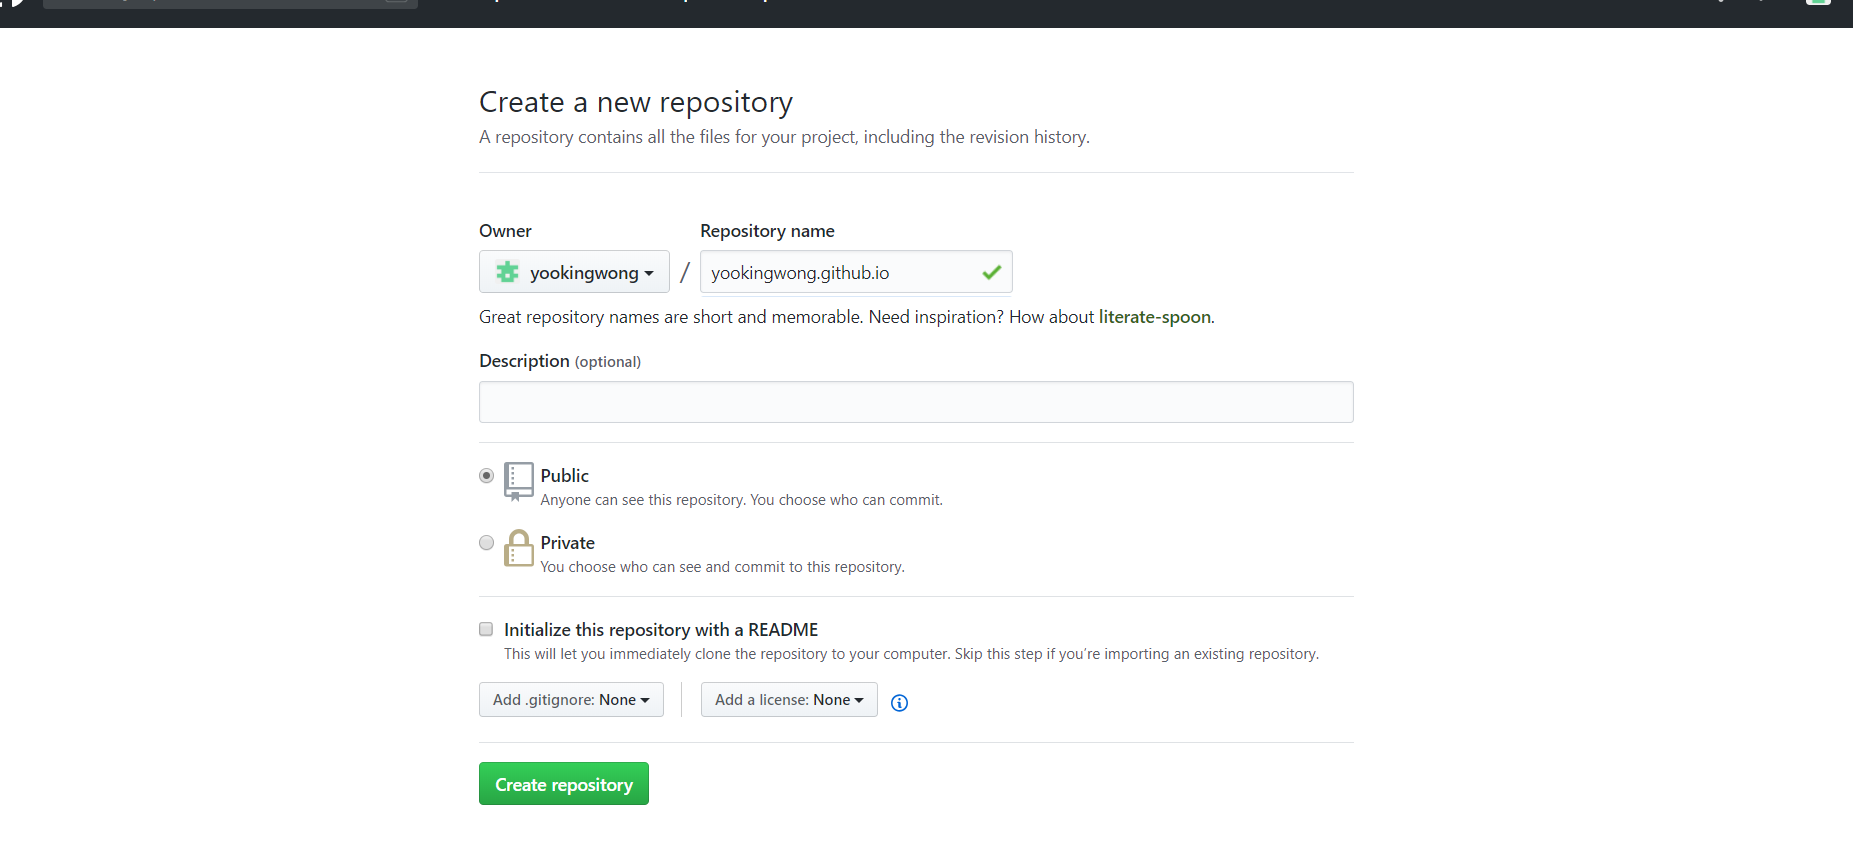 Create a new repository
A repository contains all the files for your project, including the revision history.
Owner
Repository name
yookingwong / yookingwong.github.io
Great repository names are short and memorable. Need inspiration? How about literate-spoon.
Description (optional)
Public
Anyone can see this repository. You choose who can commit.
Private
You choose who can see and commit to this repository.
Initialize this repository with a README
This will let you immediately clone the repository to your computer. Skip this step if you’re importing an existing repository.
Add .gitignore: None
Add a license: None
Create repository